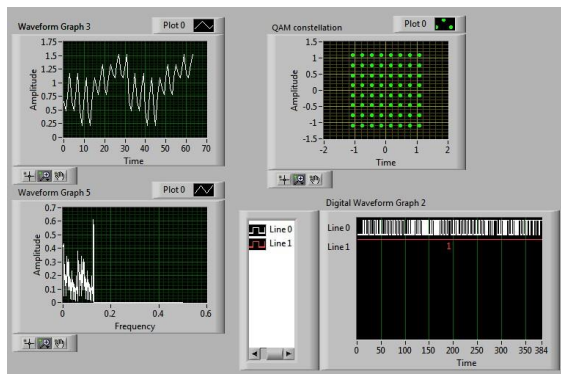 Waveform Graph 3
Plot 0
Amplitude
1.75
1.5
1.25
1
0.75
0.5
0.25
0
0 10 20 30 40 50 60 70
Time
QAM constellation
Plot 0
Amplitude
1.5
1
0.5
0
-0.5
-1
-1.5
-2 -1 0 1 2
Time
Waveform Graph 5
Plot 0
Amplitude
0.7
0.6
0.5
0.4
0.3
0.2
0.1
0
0 0.2 0.4 0.6
Frequency
Digital Waveform Graph 2
Line 0
Line 1
Line 0
Line 1
1
0 50 100 150 200 250 300 350 384
Time